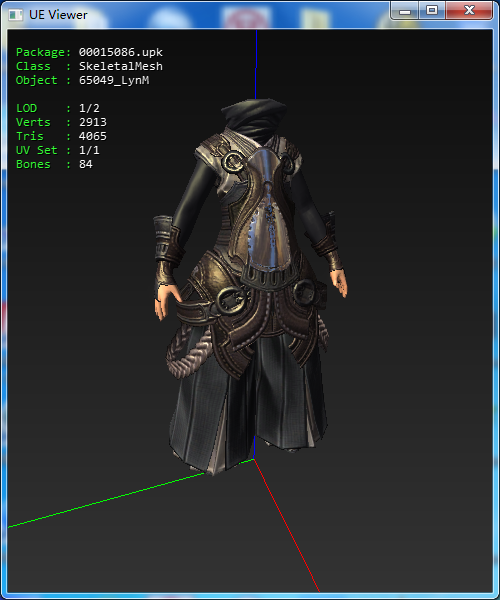 UE Viewer
Package: 00015086.upk
Class : SkeletalMesh
Object : 65049_LynM
LOD : 1/2
Verts : 2913
Tris : 4065
UV Set : 1/1
Bones : 84